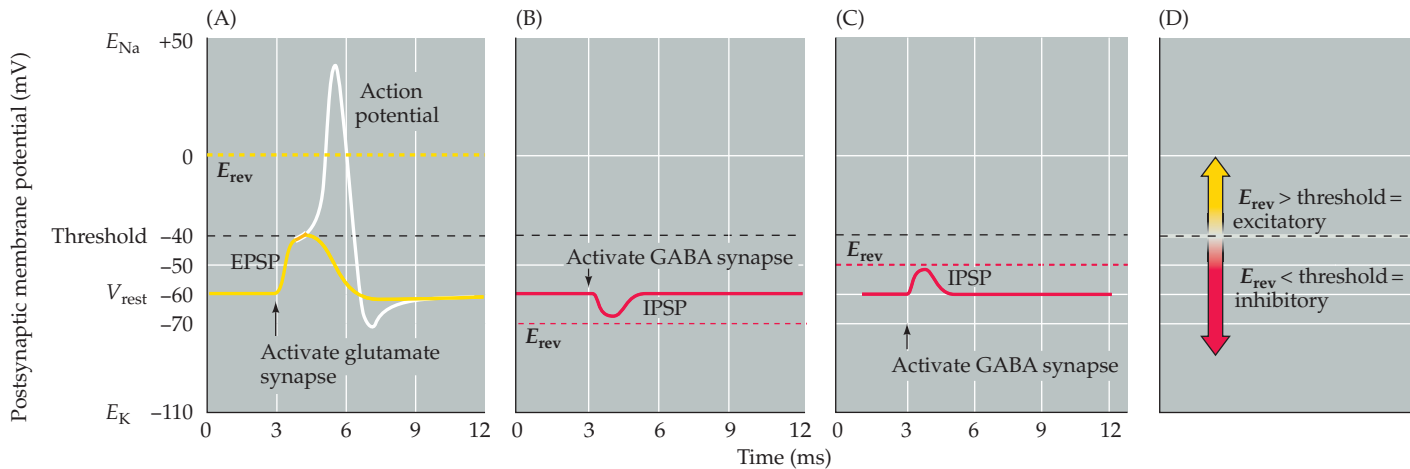 (A)
(B)
(C)
(D)
Postsynaptic membrane potential (mV)
E_Na +50
0
Threshold −40
−50
V_rest −60
−70
E_K −110
Action
potential
E_rev
EPSP
Activate glutamate
synapse
0 3 6 9 12
Activate GABA synapse
IPSP
E_rev
0 3 6 9 12
E_rev
IPSP
Activate GABA synapse
0 3 6 9 12
E_rev > threshold =
excitatory
E_rev < threshold =
inhibitory
Time (ms)